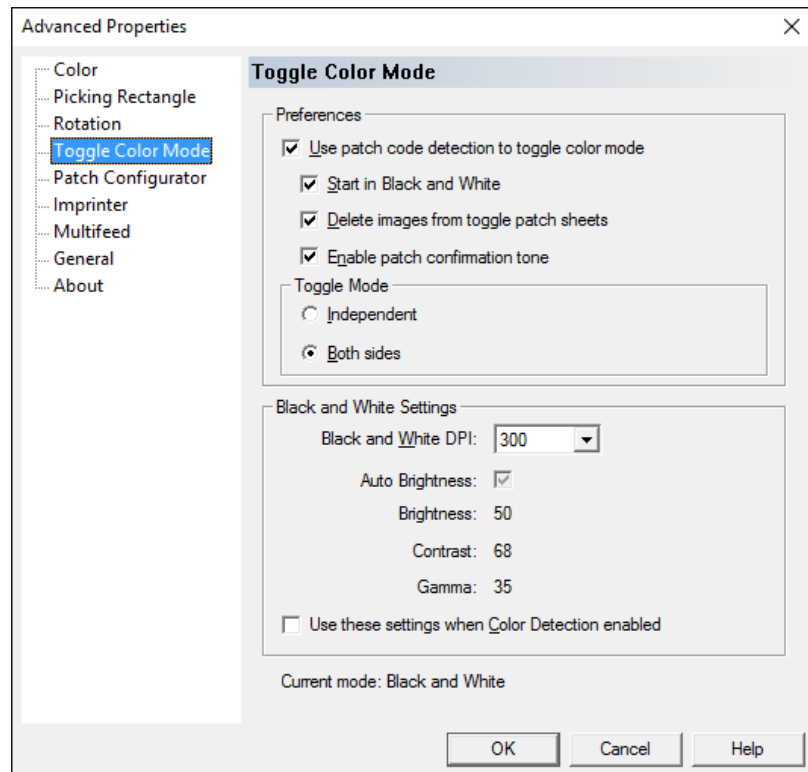 Advanced Properties
Color
Picking Rectangle
Rotation
Toggle Color Mode
Patch Configurator
Imprinter
Multifeed
General
About
Toggle Color Mode
Preferences
Use patch code detection to toggle color mode
Start in Black and White
Delete images from toggle patch sheets
Enable patch confirmation tone
Toggle Mode
Independent
Both sides
Black and White Settings
Black and White DPI: 300
Auto Brightness:
Brightness: 50
Contrast: 68
Gamma: 35
Use these settings when Color Detection enabled
Current mode: Black and White
OK Cancel Help